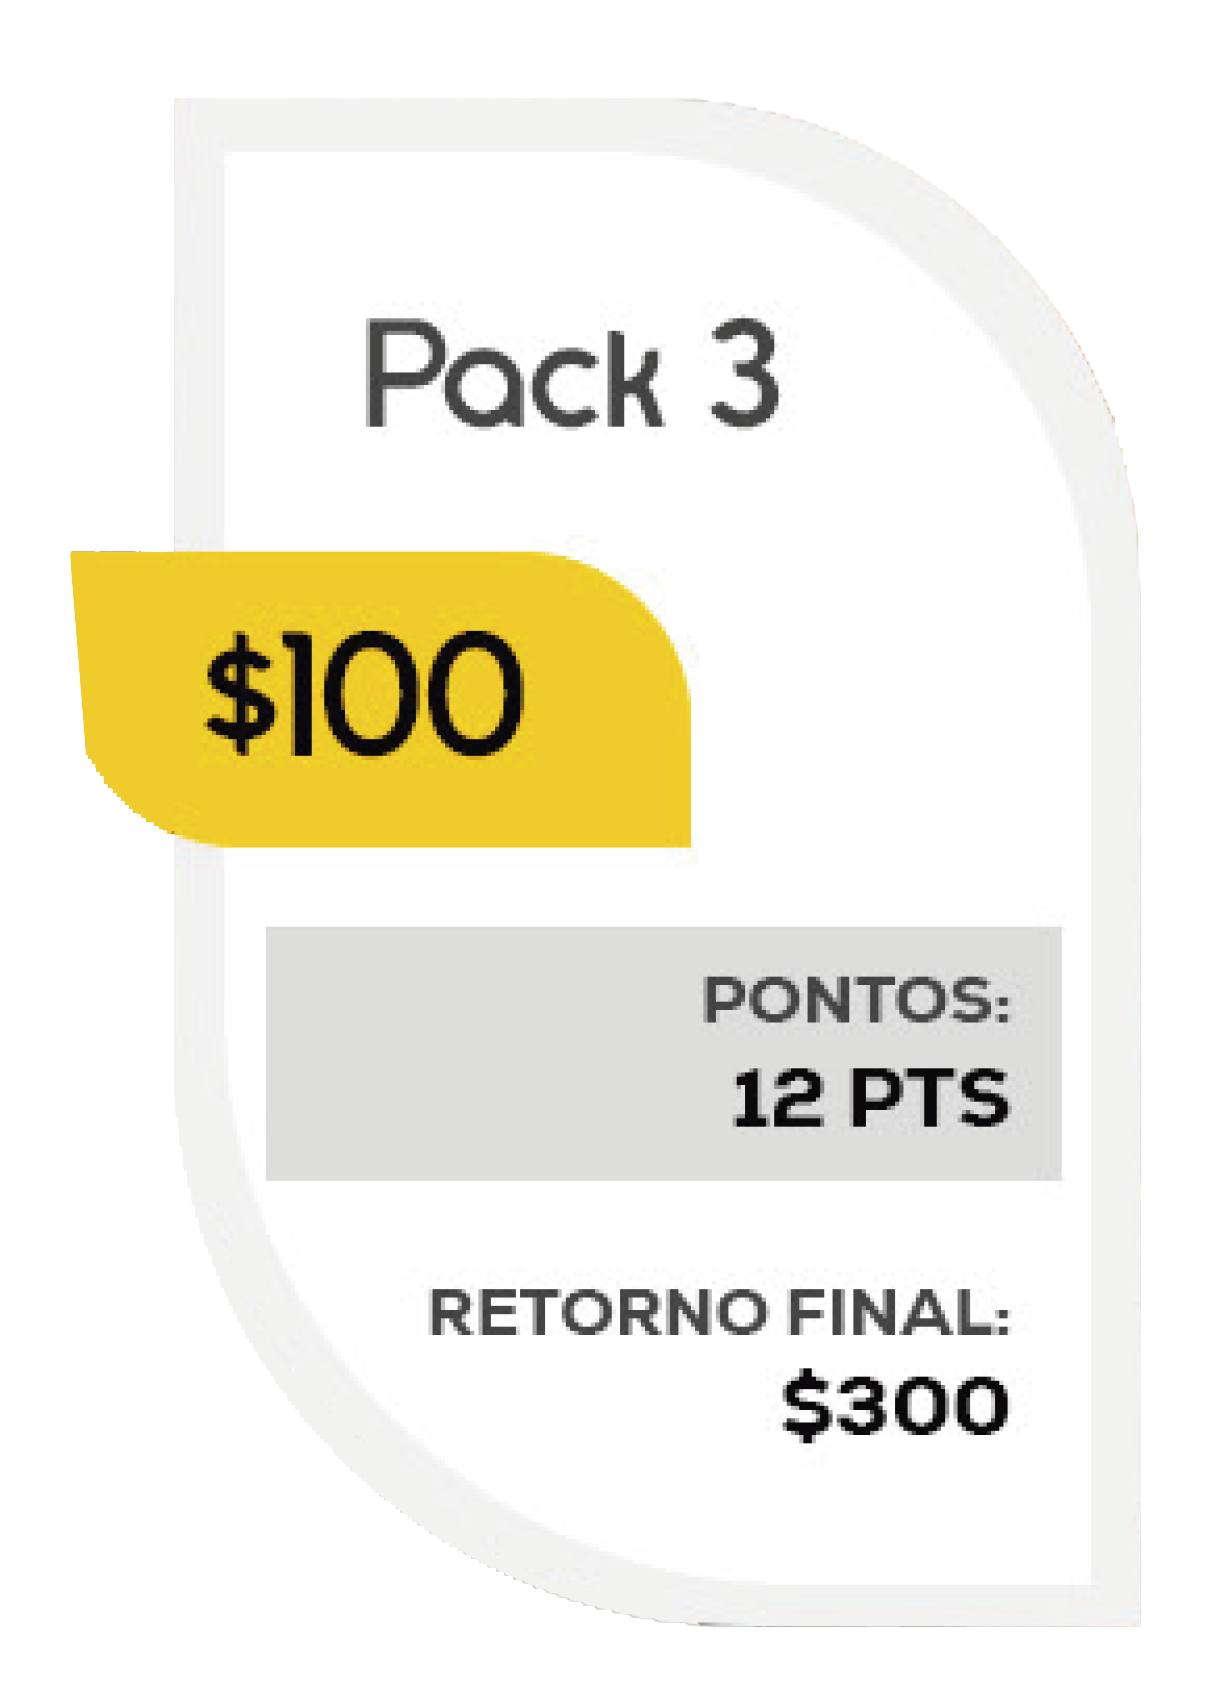 Pack 3
$100
PONTOS:
12 PTS
RETORNO FINAL:
$300